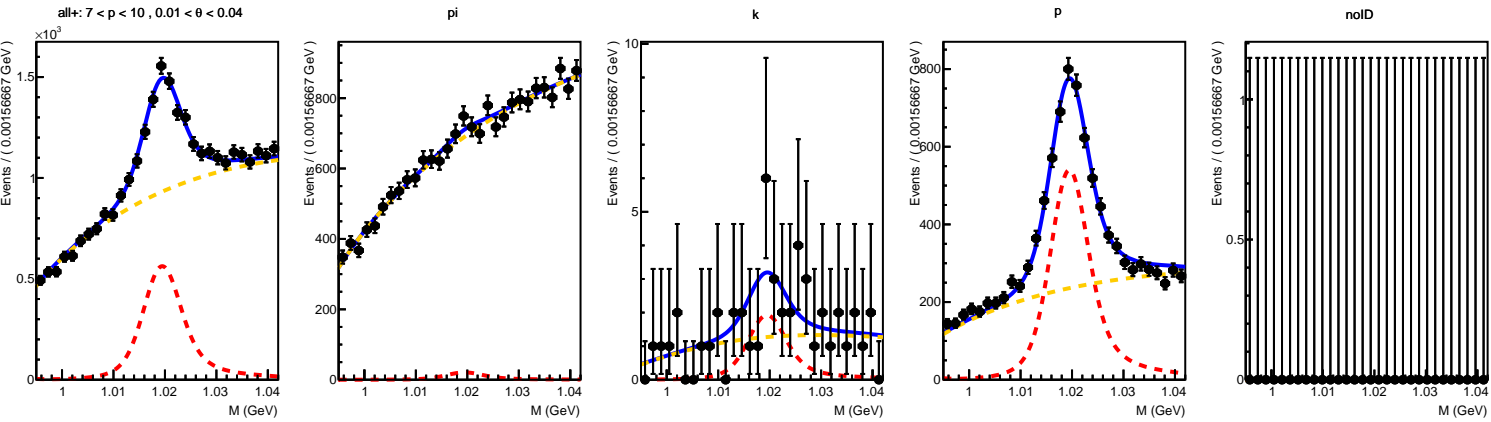 all+: 7 < p < 10 , 0.01 < θ < 0.04
×10³
Events / ( 0.00156667 GeV )
1.5
1
0.5
0
1 1.01 1.02 1.03 1.04
M (GeV)
pi
Events / ( 0.00156667 GeV )
800
600
400
200
0
1 1.01 1.02 1.03 1.04
M (GeV)
k
Events / ( 0.00156667 GeV )
10
5
0
1 1.01 1.02 1.03 1.04
M (GeV)
p
Events / ( 0.00156667 GeV )
800
600
400
200
0
1 1.01 1.02 1.03 1.04
M (GeV)
noID
Events / ( 0.00156667 GeV )
1
0.5
0
1 1.01 1.02 1.03 1.04
M (GeV)